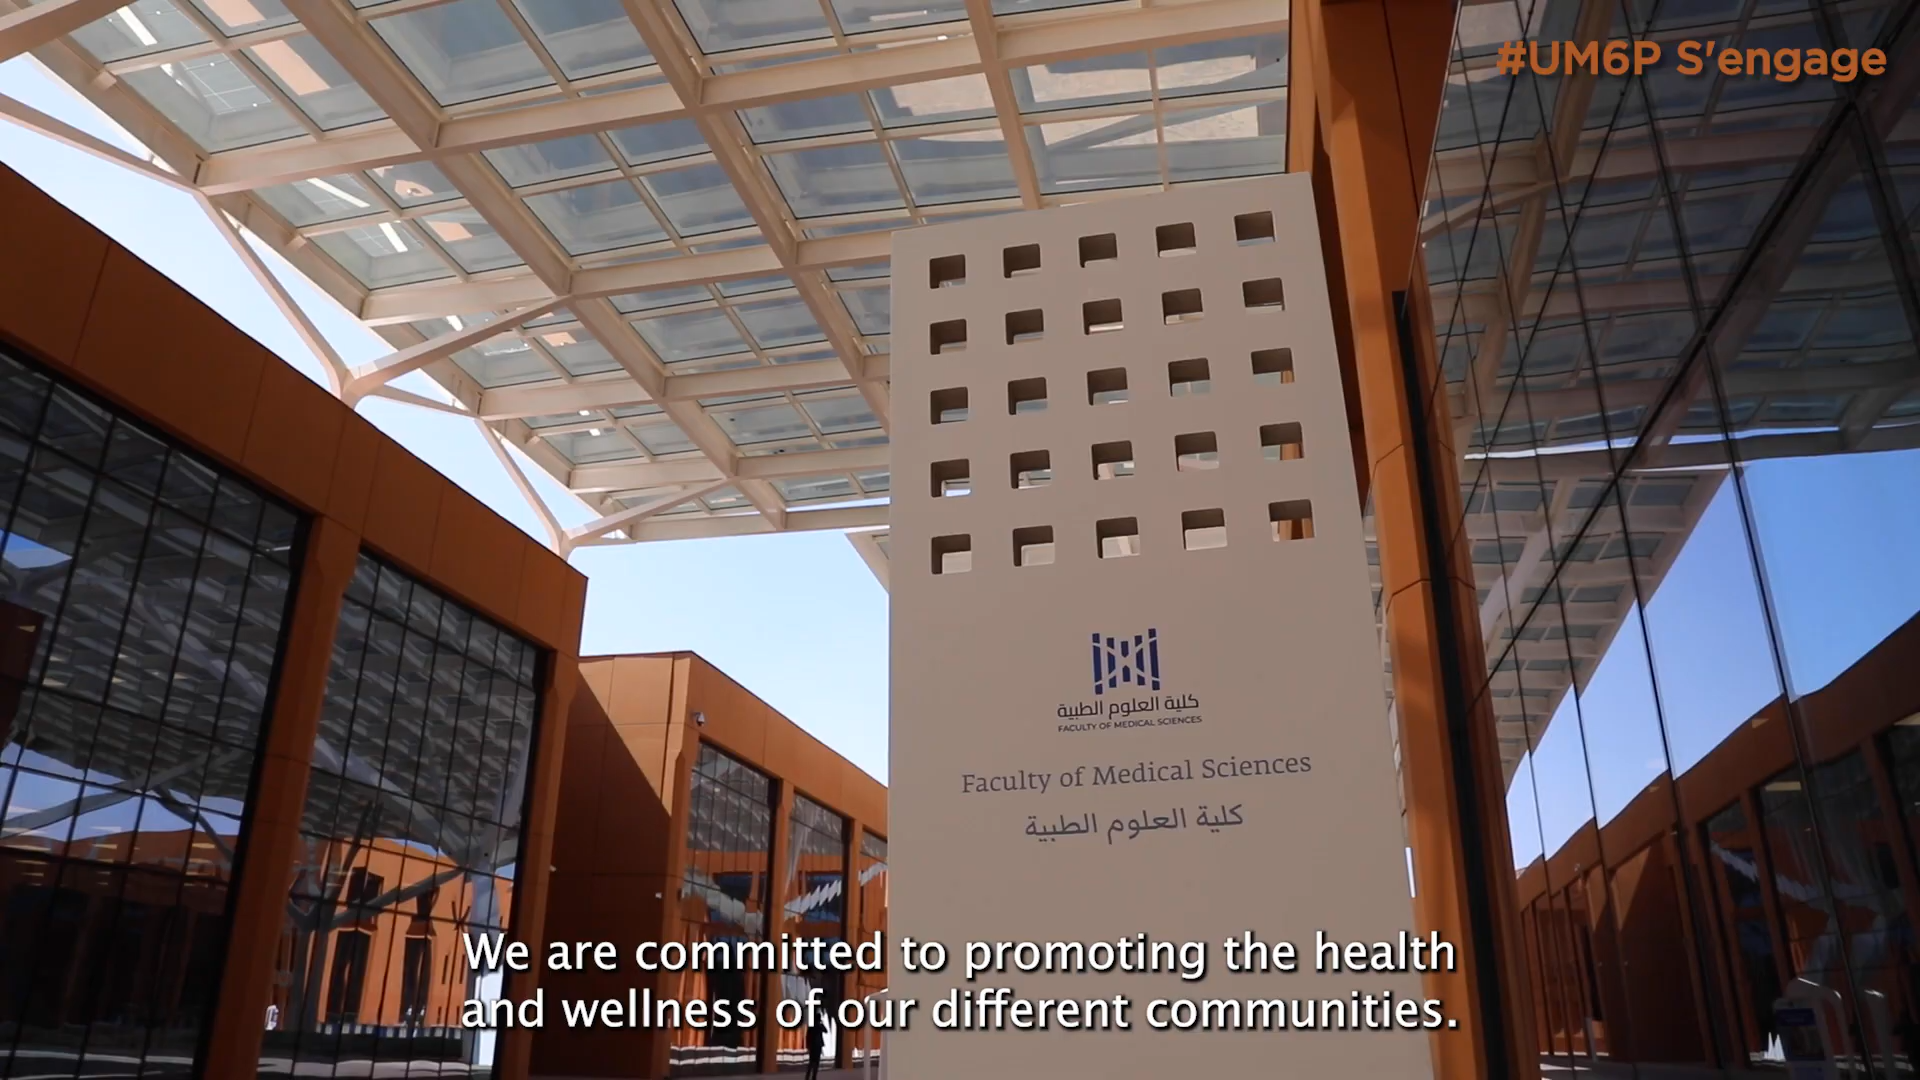 #UM6P S'engage
كلية العلوم الطبية
FACULTY OF MEDICAL SCIENCES
Faculty of Medical Sciences
كلية العلوم الطبية
We are committed to promoting the health
and wellness of our different communities.